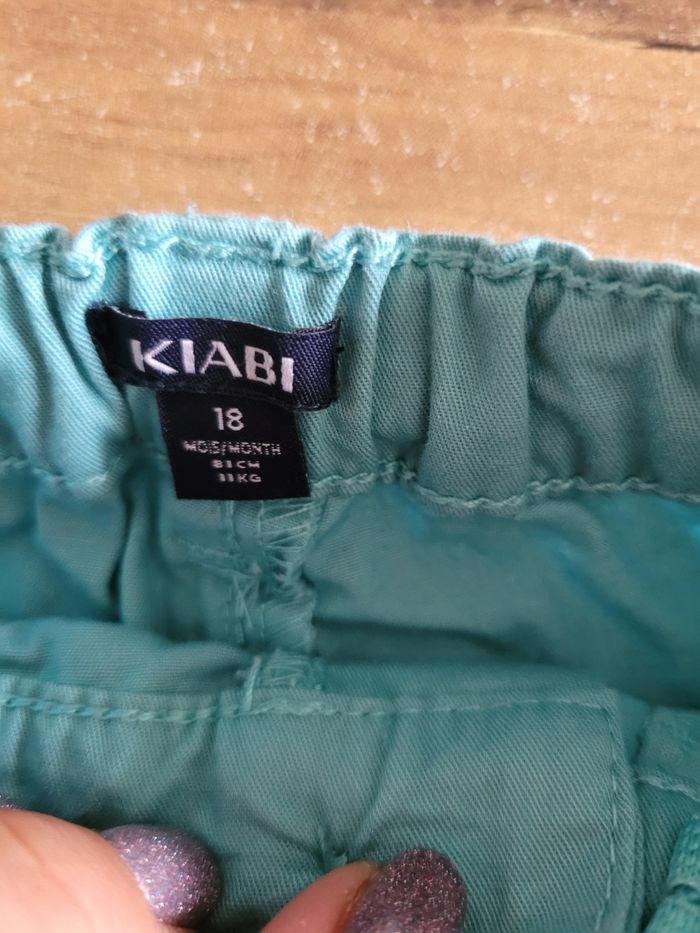 KIABI
18
MOIS/MONTH
81CM
11KG